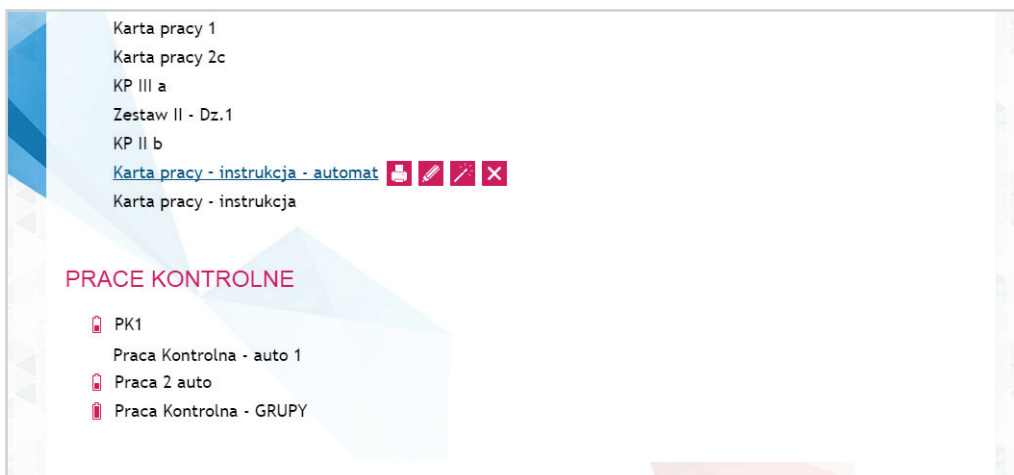 Karta pracy 1
Karta pracy 2c
KP III a
Zestaw II - Dz.1
KP II b
Karta pracy - instrukcja - automat
Karta pracy - instrukcja
PRACE KONTROLNE
PK1
Praca Kontrolna - auto 1
Praca 2 auto
Praca Kontrolna - GRUPY